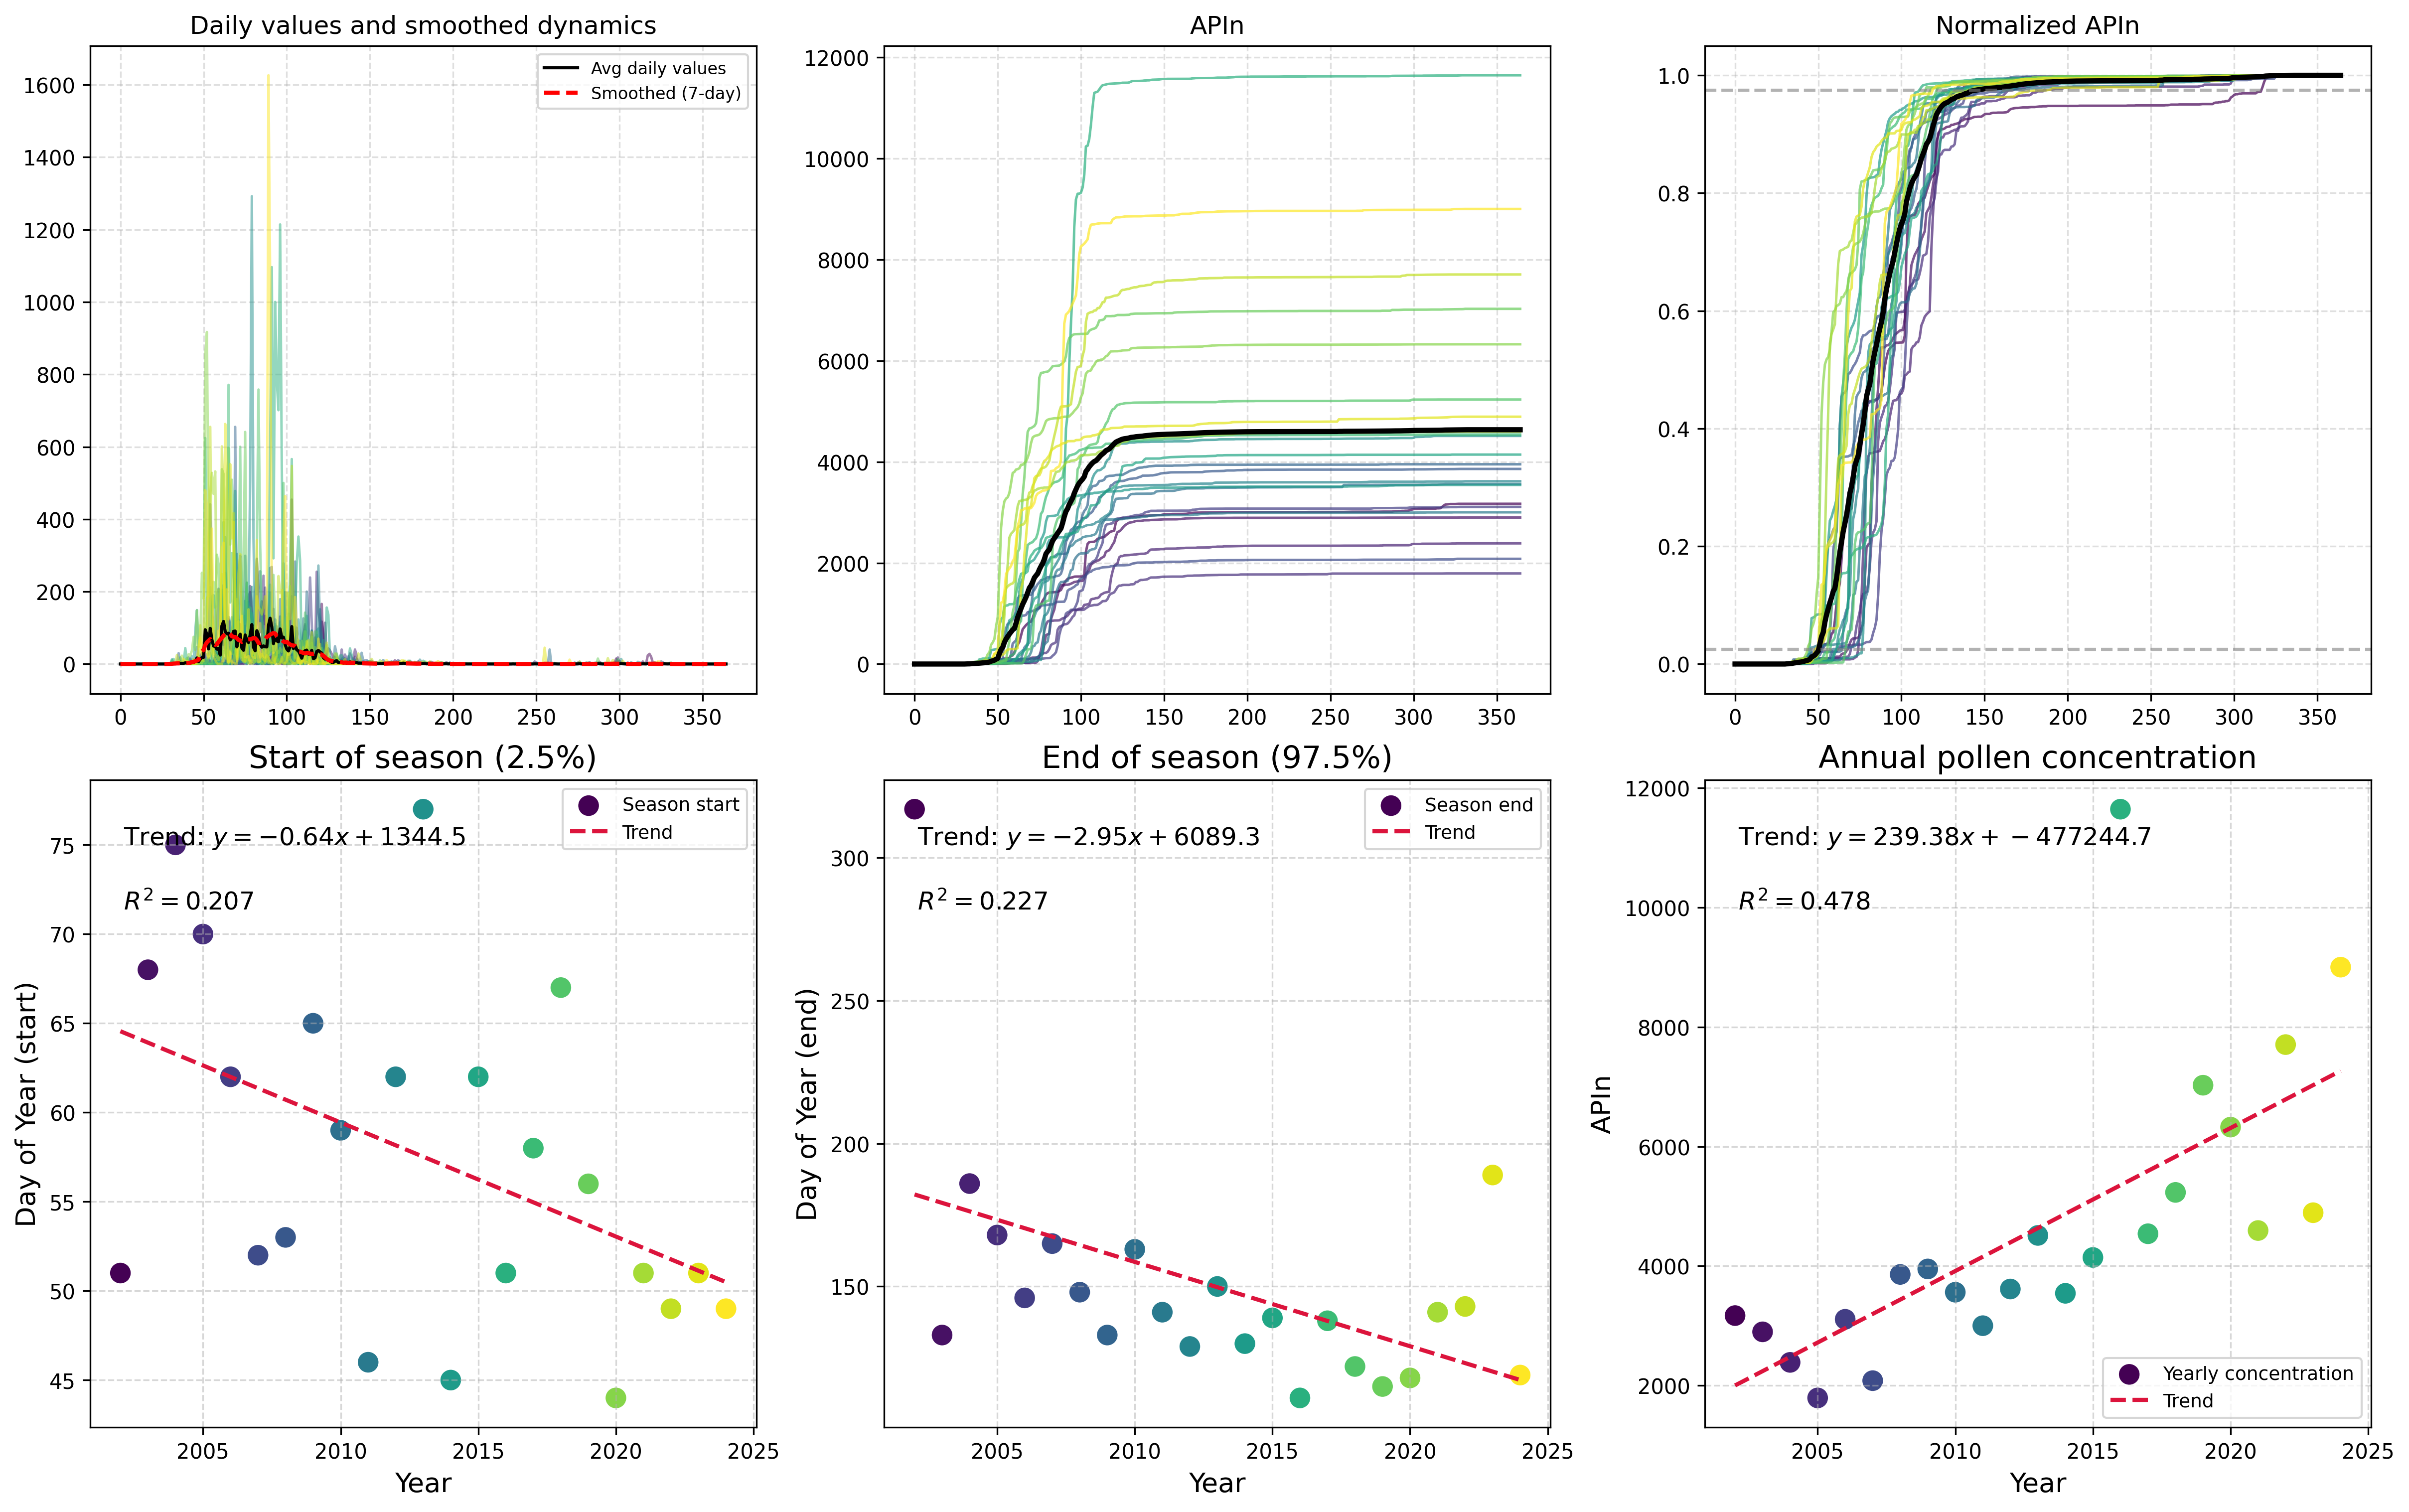 Daily values and smoothed dynamics
1600
1400
1200
1000
800
600
400
200
0
0 50 100 150 200 250 300 350
Avg daily values
Smoothed (7-day)
APIn
12000
10000
8000
6000
4000
2000
0
0 50 100 150 200 250 300 350
Normalized APIn
1.0
0.8
0.6
0.4
0.2
0.0
0 50 100 150 200 250 300 350
Start of season (2.5%)
Day of Year (start)
75
70
65
60
55
50
45
Trend: y = −0.64x + 1344.5
R² = 0.207
Season start
Trend
2005 2010 2015 2020 2025
Year
End of season (97.5%)
Day of Year (end)
300
250
200
150
Trend: y = −2.95x + 6089.3
R² = 0.227
Season end
Trend
2005 2010 2015 2020 2025
Year
Annual pollen concentration
APIn
12000
10000
8000
6000
4000
2000
Trend: y = 239.38x + −477244.7
R² = 0.478
Yearly concentration
Trend
2005 2010 2015 2020 2025
Year